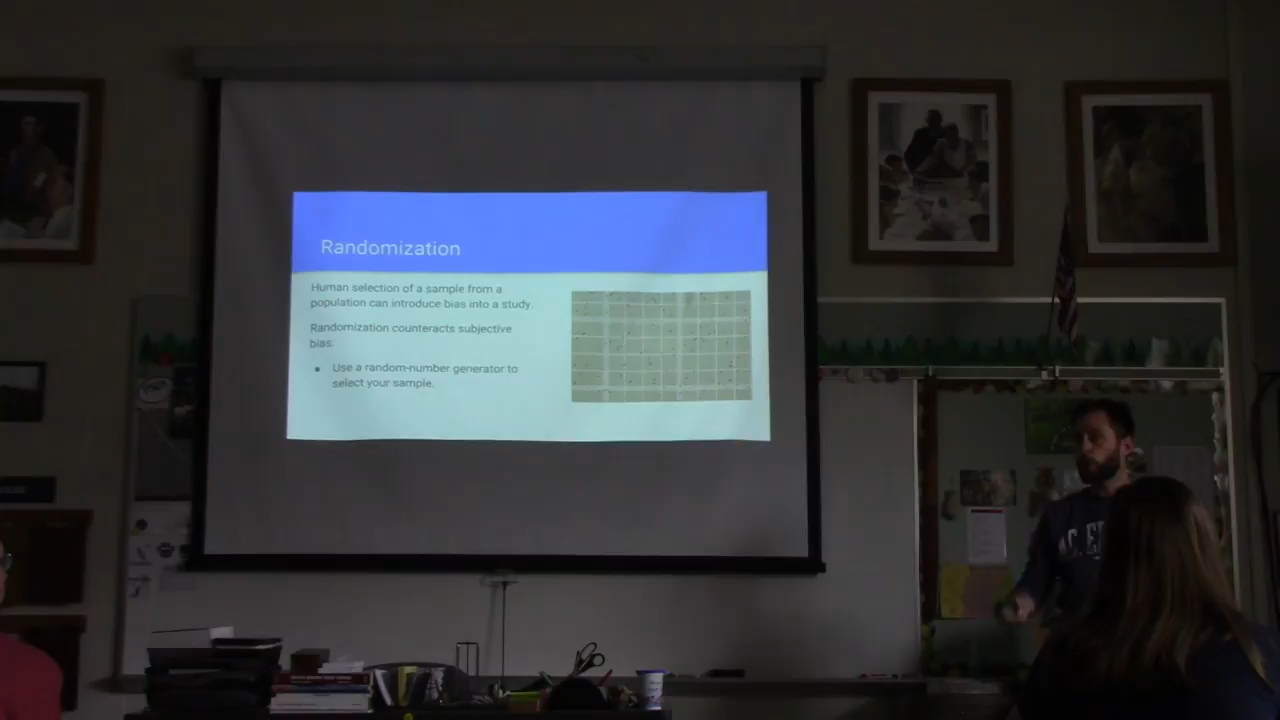 Randomization
Human selection of a sample from a
population can introduce bias into a study.
Randomization counteracts subjective
bias:
• Use a random-number generator to
select your sample.